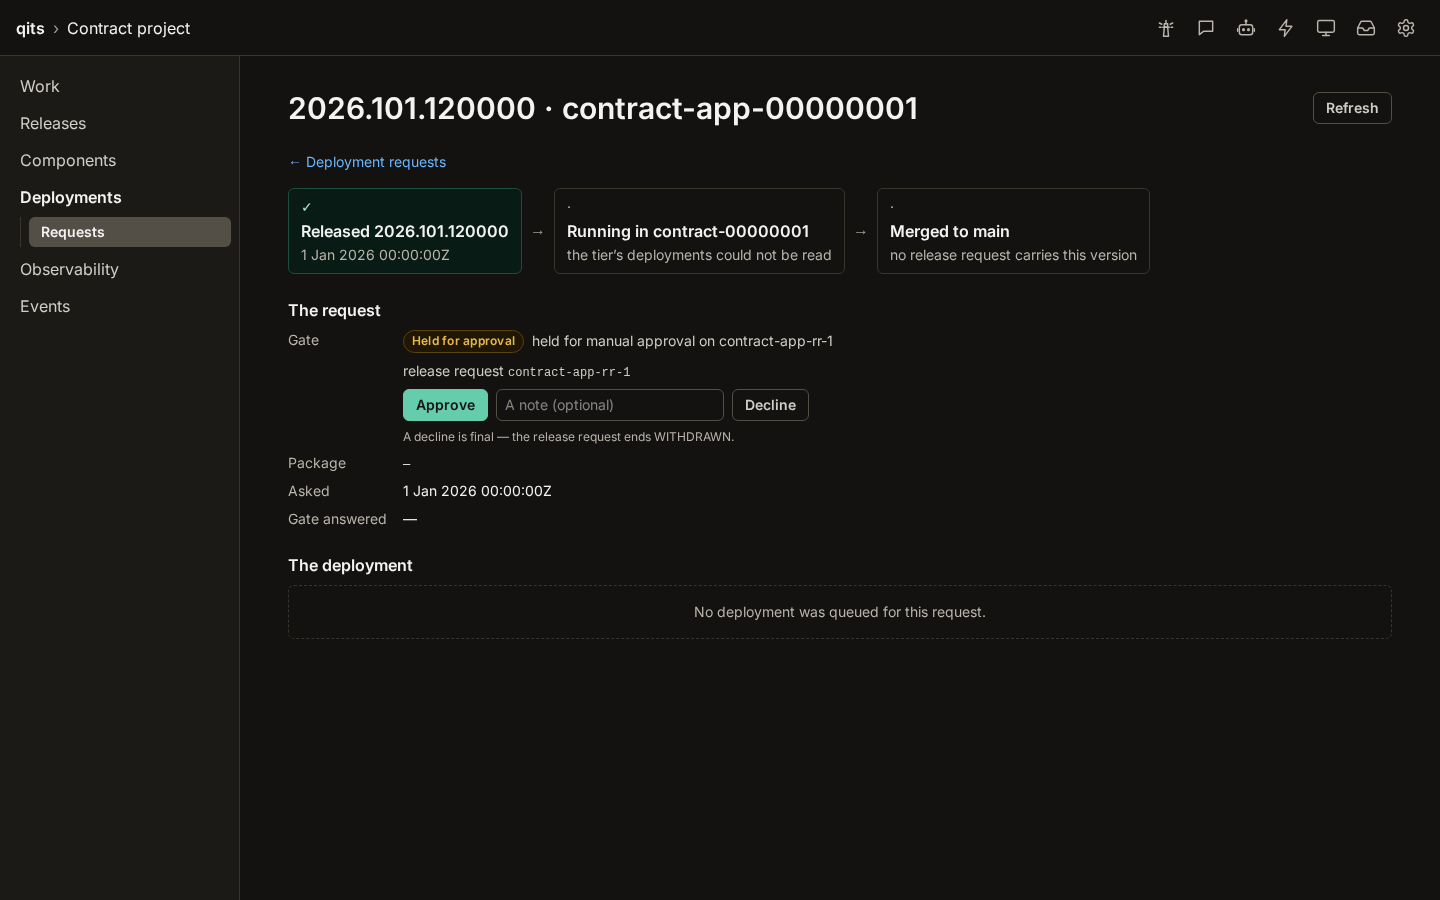 qits › Contract project
Work
Releases
Components
Deployments
Requests
Observability
Events
2026.101.120000 · contract-app-00000001
Refresh
← Deployment requests
✓
Released 2026.101.120000
1 Jan 2026 00:00:00Z
→
·
Running in contract-00000001
the tier’s deployments could not be read
→
·
Merged to main
no release request carries this version
The request
Gate
Held for approval held for manual approval on contract-app-rr-1
release request contract-app-rr-1
Approve A note (optional) Decline
A decline is final — the release request ends WITHDRAWN.
Package –
Asked 1 Jan 2026 00:00:00Z
Gate answered —
The deployment
No deployment was queued for this request.